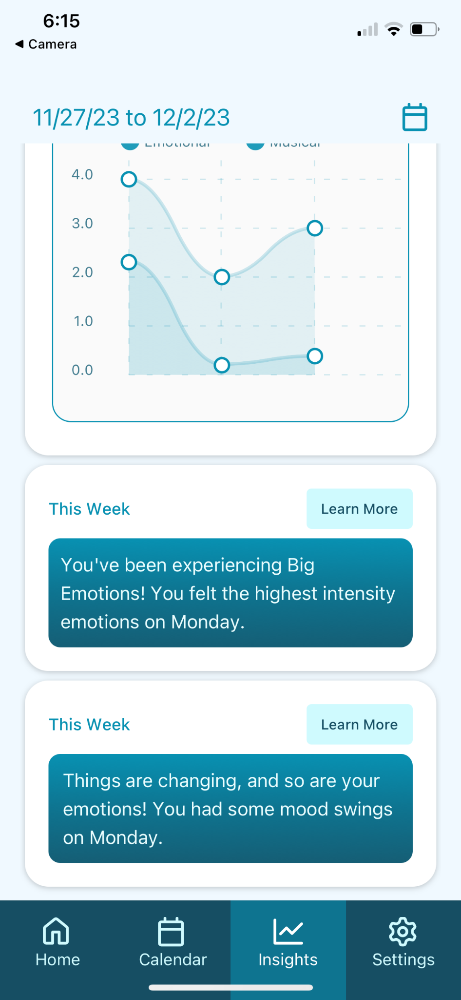 6:15
◀ Camera
11/27/23 to 12/2/23
Emotional Musical
4.0
3.0
2.0
1.0
0.0
This Week
Learn More
You've been experiencing Big
Emotions! You felt the highest intensity
emotions on Monday.
This Week
Learn More
Things are changing, and so are your
emotions! You had some mood swings
on Monday.
Home Calendar Insights Settings